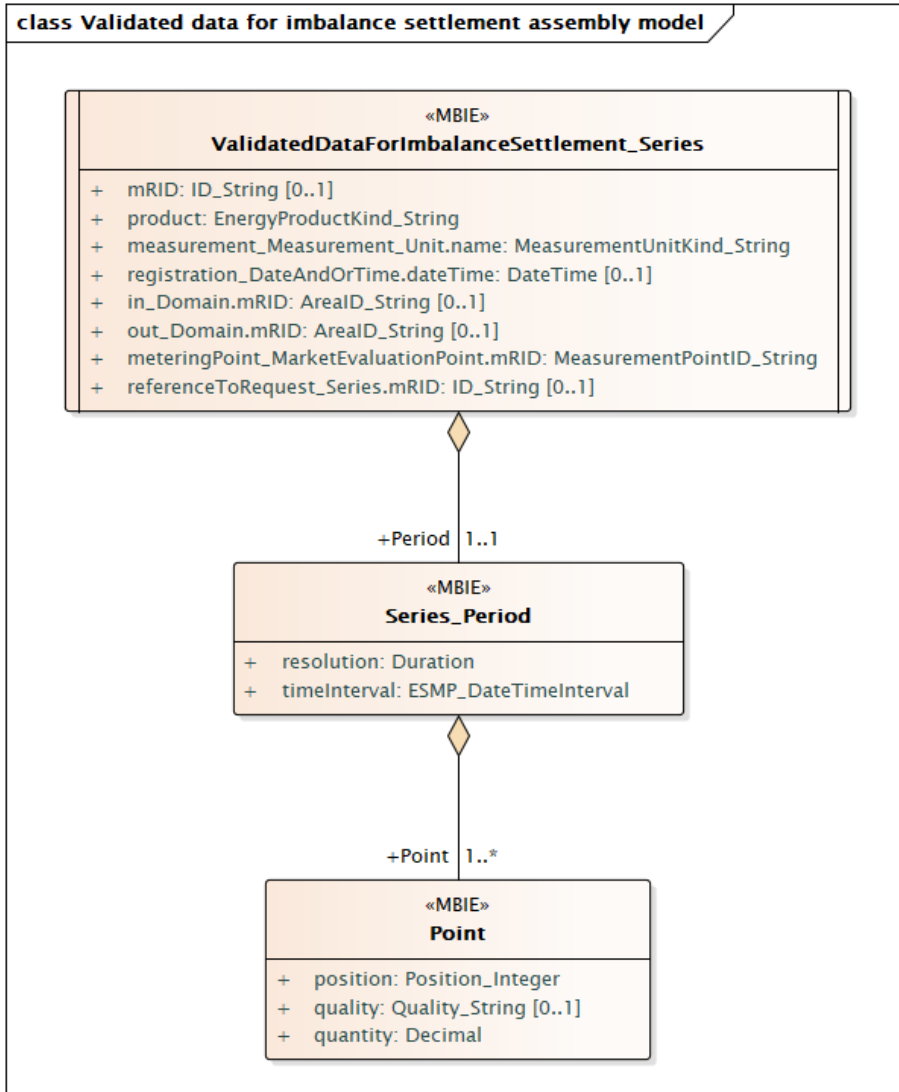 class Validated data for imbalance settlement assembly model
«MBIE»
ValidatedDataForImbalanceSettlement_Series
+ mRID: ID_String [0..1]
+ product: EnergyProductKind_String
+ measurement_Measurement_Unit.name: MeasurementUnitKind_String
+ registration_DateAndOrTime.dateTime: DateTime [0..1]
+ in_Domain.mRID: AreaID_String [0..1]
+ out_Domain.mRID: AreaID_String [0..1]
+ meteringPoint_MarketEvaluationPoint.mRID: MeasurementPointID_String
+ referenceToRequest_Series.mRID: ID_String [0..1]
+Period 1..1
«MBIE»
Series_Period
+ resolution: Duration
+ timeInterval: ESMP_DateTimeInterval
+Point 1..*
«MBIE»
Point
+ position: Position_Integer
+ quality: Quality_String [0..1]
+ quantity: Decimal